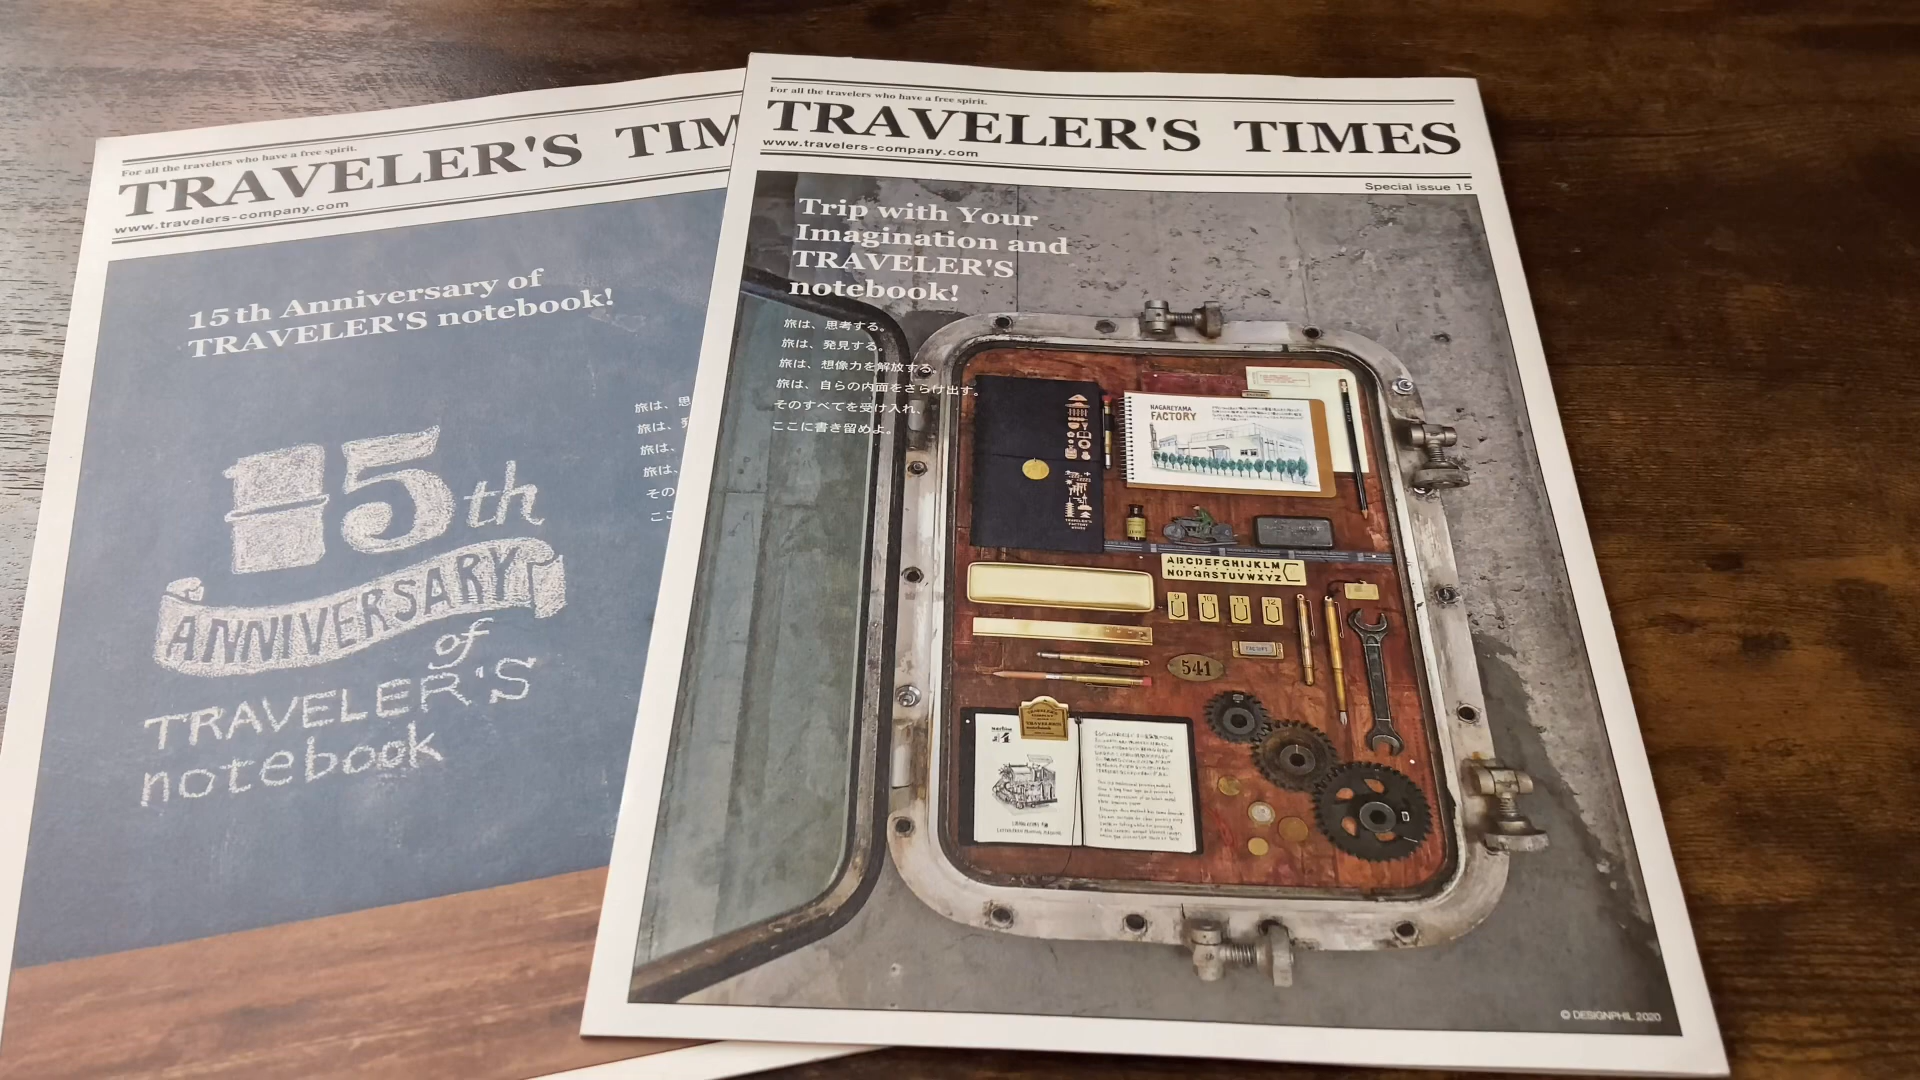 For all the travelers who have a free spirit.
TRAVELER'S TIM
www.travelers-company.com
15th Anniversary of
TRAVELER'S notebook!
旅は、思
旅は、
旅は、
旅は、
その
ここ
15th
ANNIVERSARY
of
TRAVELER'S
notebook
For all the travelers who have a free spirit.
TRAVELER'S TIMES
www.travelers-company.com
Special issue 15
Trip with Your
Imagination and
TRAVELER'S
notebook!
旅は、思考する。
旅は、発見する。
旅は、想像力を解放する。
旅は、自らの内面をさらけ出す。
そのすべてを受け入れ、
ここに書き留めよ。
NAGAREYAMA
FACTORY
ABCDEFGHIJKLM
NOPQRSTUVWXYZ
9 10 11 12
541
© DESIGNPHIL 2020